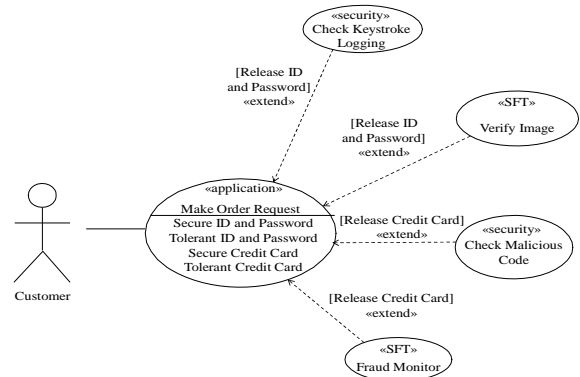 «security»
Check Keystroke
Logging
[Release ID
and Password]
«extend»
«SFT»
Verify Image
[Release ID
and Password]
«extend»
«application»
Make Order Request
Secure ID and Password
Tolerant ID and Password
Secure Credit Card
Tolerant Credit Card
[Release Credit Card]
«extend»
«security»
Check Malicious
Code
Customer
[Release Credit Card]
«extend»
«SFT»
Fraud Monitor